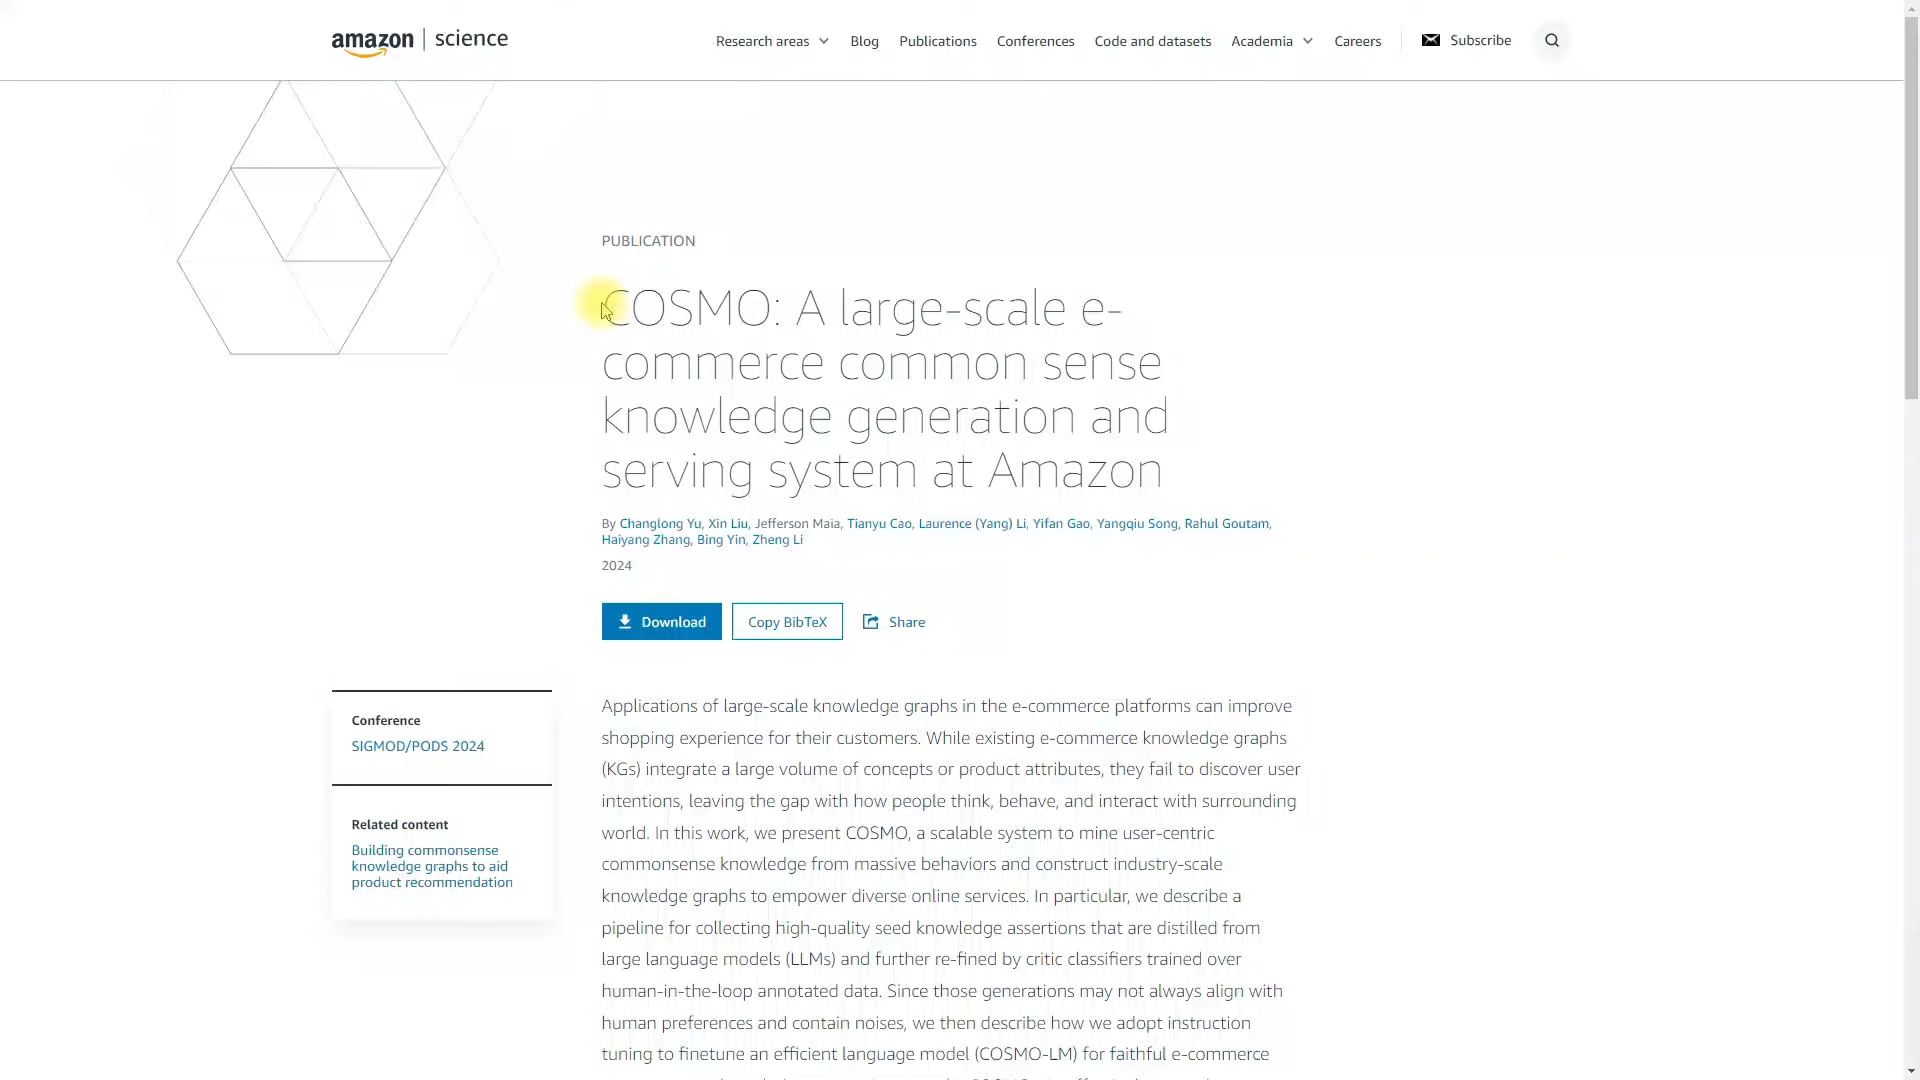 amazon | science
Research areas Blog Publications Conferences Code and datasets Academia Careers Subscribe
PUBLICATION
COSMO: A large-scale e-
commerce common sense
knowledge generation and
serving system at Amazon
By Changlong Yu, Xin Liu, Jefferson Maia, Tianyu Cao, Laurence (Yang) Li, Yifan Gao, Yangqiu Song, Rahul Goutam,
Haiyang Zhang, Bing Yin, Zheng Li
2024
Download Copy BibTeX Share
Conference
SIGMOD/PODS 2024
Related content
Building commonsense
knowledge graphs to aid
product recommendation
Applications of large-scale knowledge graphs in the e-commerce platforms can improve
shopping experience for their customers. While existing e-commerce knowledge graphs
(KGs) integrate a large volume of concepts or product attributes, they fail to discover user
intentions, leaving the gap with how people think, behave, and interact with surrounding
world. In this work, we present COSMO, a scalable system to mine user-centric
commonsense knowledge from massive behaviors and construct industry-scale
knowledge graphs to empower diverse online services. In particular, we describe a
pipeline for collecting high-quality seed knowledge assertions that are distilled from
large language models (LLMs) and further re-fined by critic classifiers trained over
human-in-the-loop annotated data. Since those generations may not always align with
human preferences and contain noises, we then describe how we adopt instruction
tuning to finetune an efficient language model (COSMO-LM) for faithful e-commerce